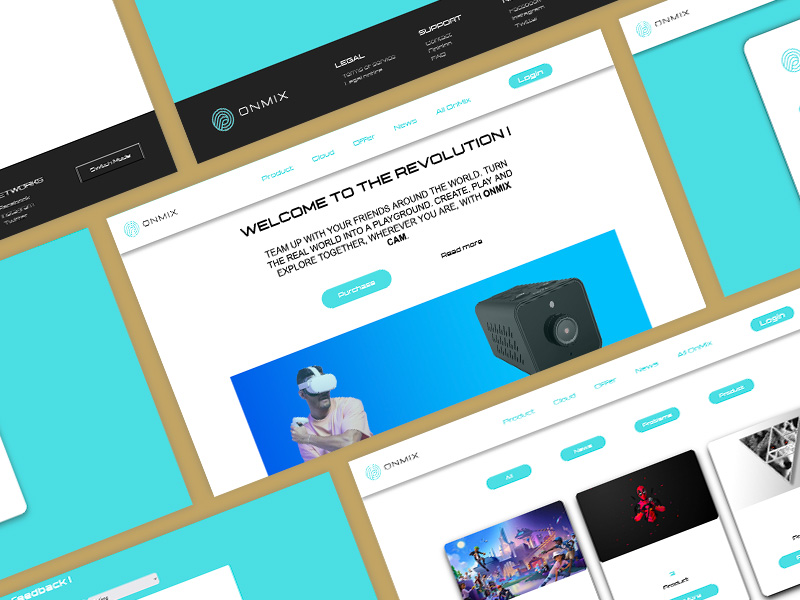 LEGAL
Terms of service
Legal notice
SUPPORT
Contact
Opinion
FAQ
Facebook
Instagram
Twitter
ONMIX
ONMIX
ETWORKS
Facebook
Instagram
Twitter
Switch Mode
ONMIX
Product
Cloud
Offer
News
All OnMix
Login
WELCOME TO THE REVOLUTION !
TEAM UP WITH YOUR FRIENDS AROUND THE WORLD. TURN
THE REAL WORLD INTO A PLAYGROUND. CREATE, PLAY AND
EXPLORE TOGETHER, WHEREVER YOU ARE, WITH ONMIX
CAM.
Purchase
Read more
ONMIX
Product
Cloud
Offer
News
All OnMix
Login
All
News
Problems
Product
Product
Feedback !